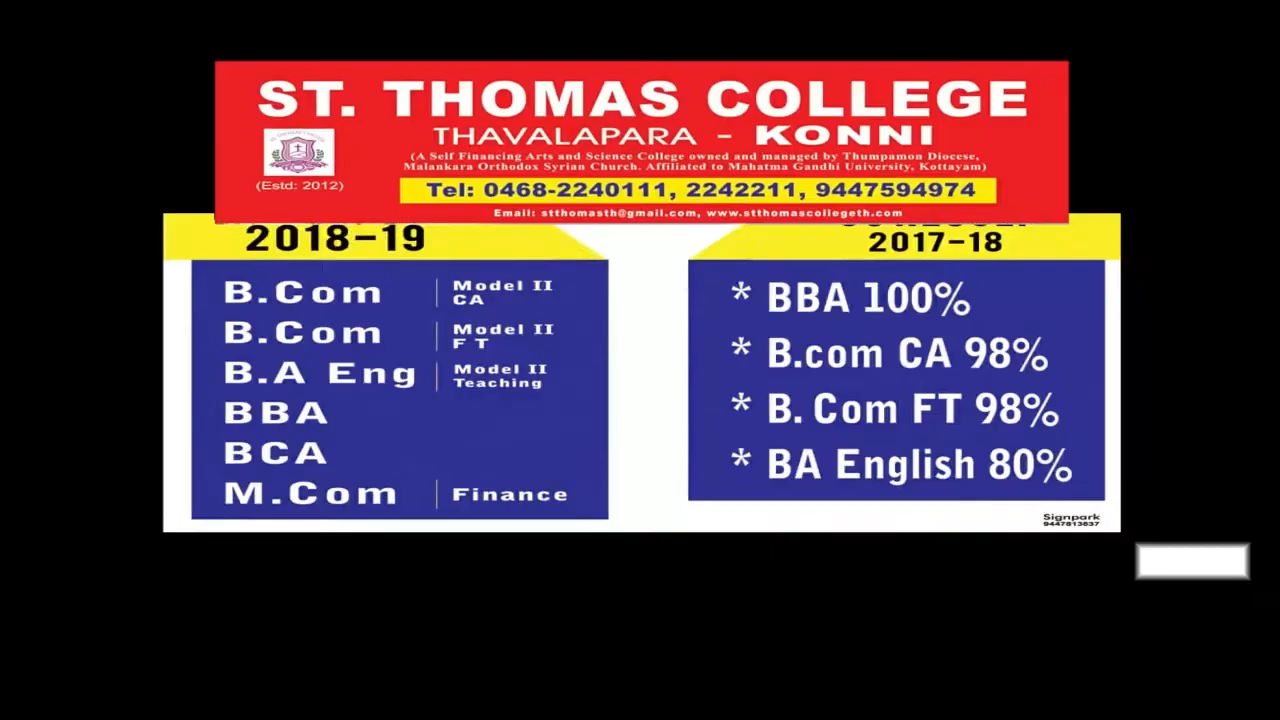 ST. THOMAS COLLEGE
THAVALAPARA - KONNI
(A Self Financing Arts and Science College owned and managed by Thumpamon Diocese,
Malankara Orthodox Syrian Church. Affiliated to Mahatma Gandhi University, Kottayam)
(Estd: 2012)
Tel: 0468-2240111, 2242211, 9447594974
Email: stthomasth@gmail.com, www.stthomascollegeth.com
2018-19
B.Com Model II CA
B.Com Model II F T
B.A Eng Model II Teaching
BBA
BCA
M.Com Finance
2017-18
* BBA 100%
* B.com CA 98%
* B. Com FT 98%
* BA English 80%
Signpark
9447813637